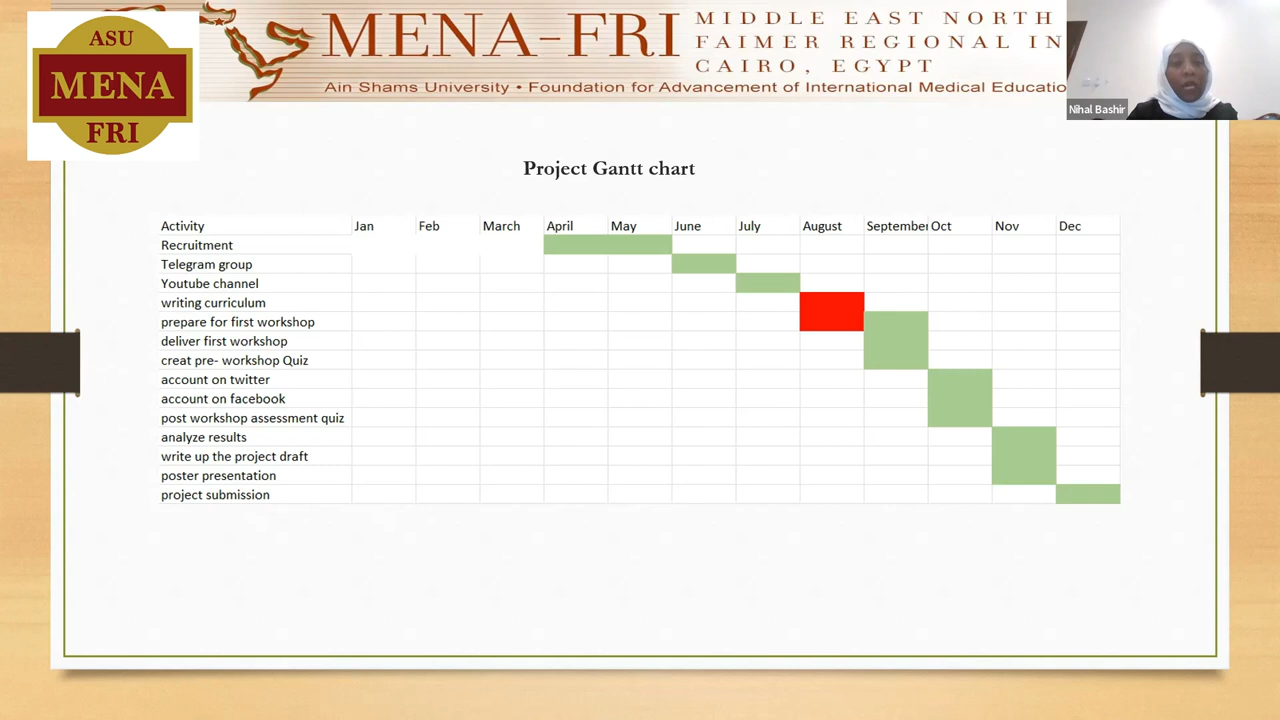 ASU
MENA
FRI
MENA-FRI
MIDDLE EAST NORTH
FAIMER REGIONAL IN
CAIRO, EGYPT
Ain Shams University • Foundation for Advancement of International Medical Educatio
Nihal Bashir
Project Gantt chart
Activity Jan Feb March April May June July August September Oct Nov Dec
Recruitment
Telegram group
Youtube channel
writing curriculum
prepare for first workshop
deliver first workshop
creat pre- workshop Quiz
account on twitter
account on facebook
post workshop assessment quiz
analyze results
write up the project draft
poster presentation
project submission